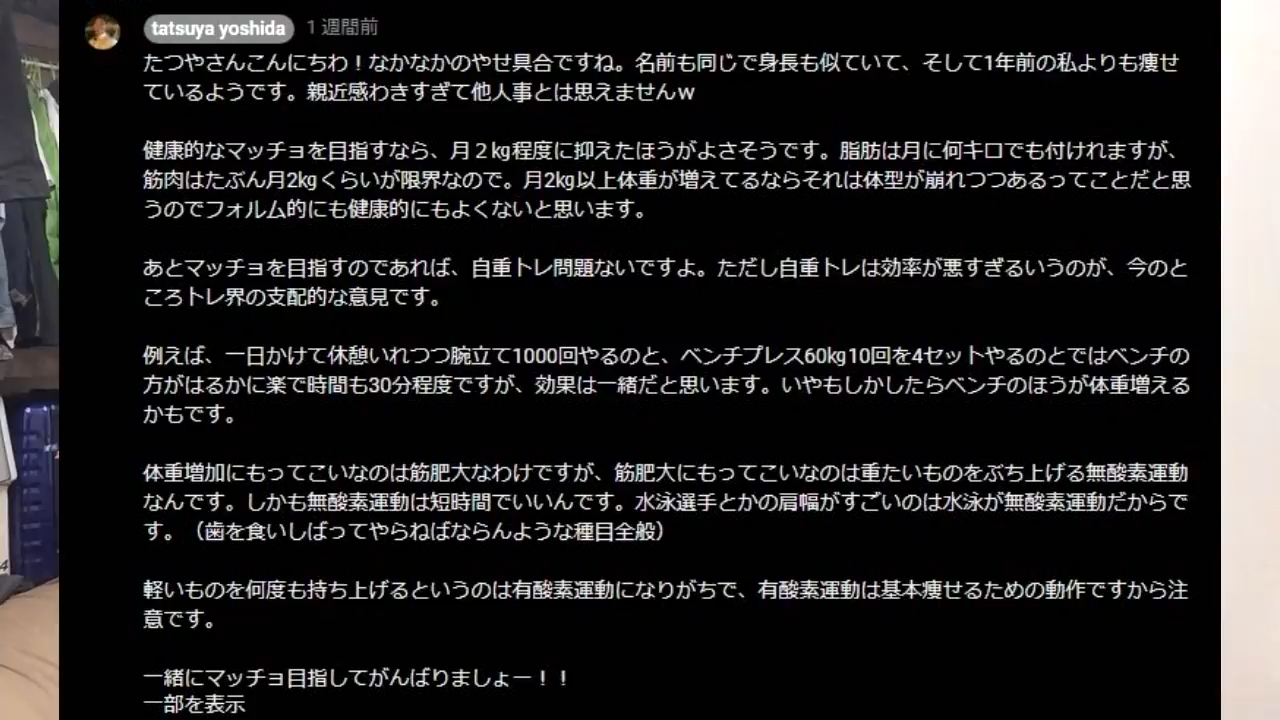 tatsuya yoshida 1 週間前
たつやさんこんにちわ！なかなかのやせ具合ですね。名前も同じで身長も似ていて、そして1年前の私よりも痩せ
ているようです。親近感わきすぎて他人事とは思えませんw
健康的なマッチョを目指すなら、月２kg程度に抑えたほうがよさそうです。脂肪は月に何キロでも付けれますが、
筋肉はたぶん月2kgくらいが限界なので。月2kg以上体重が増えてるならそれは体型が崩れつつあるってことだと思
うのでフォルム的にも健康的にもよくないと思います。
あとマッチョを目指すのであれば、自重トレ問題ないですよ。ただし自重トレは効率が悪すぎるいうのが、今のと
ころトレ界の支配的な意見です。
例えば、一日かけて休憩いれつつ腕立て1000回やるのと、ベンチプレス60kg10回を4セットやるのとではベンチの
方がはるかに楽で時間も30分程度ですが、効果は一緒だと思います。いやもしかしたらベンチのほうが体重増える
かもです。
体重増加にもってこいなのは筋肥大なわけですが、筋肥大にもってこいなのは重たいものをぶち上げる無酸素運動
なんです。しかも無酸素運動は短時間でいいんです。水泳選手とかの肩幅がすごいのは水泳が無酸素運動だからで
す。（歯を食いしばってやらねばならんような種目全般）
軽いものを何度も持ち上げるというのは有酸素運動になりがちで、有酸素運動は基本痩せるための動作ですから注
意です。
一緒にマッチョ目指してがんばりましょー！！
一部を表示